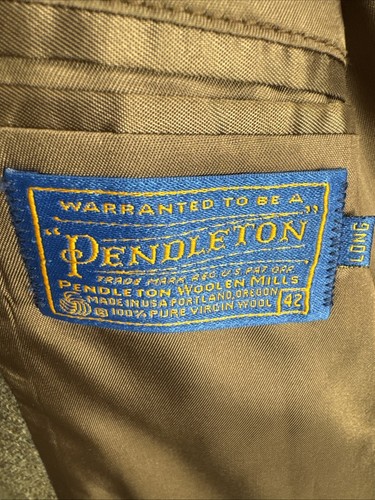 WARRANTED TO BE A
"PENDLETON"
TRADE MARK REG U.S. PAT OFF
PENDLETON WOOLEN MILLS
MADE IN USA PORTLAND, OREGON
R 100% PURE VIRGIN WOOL 42
LONG